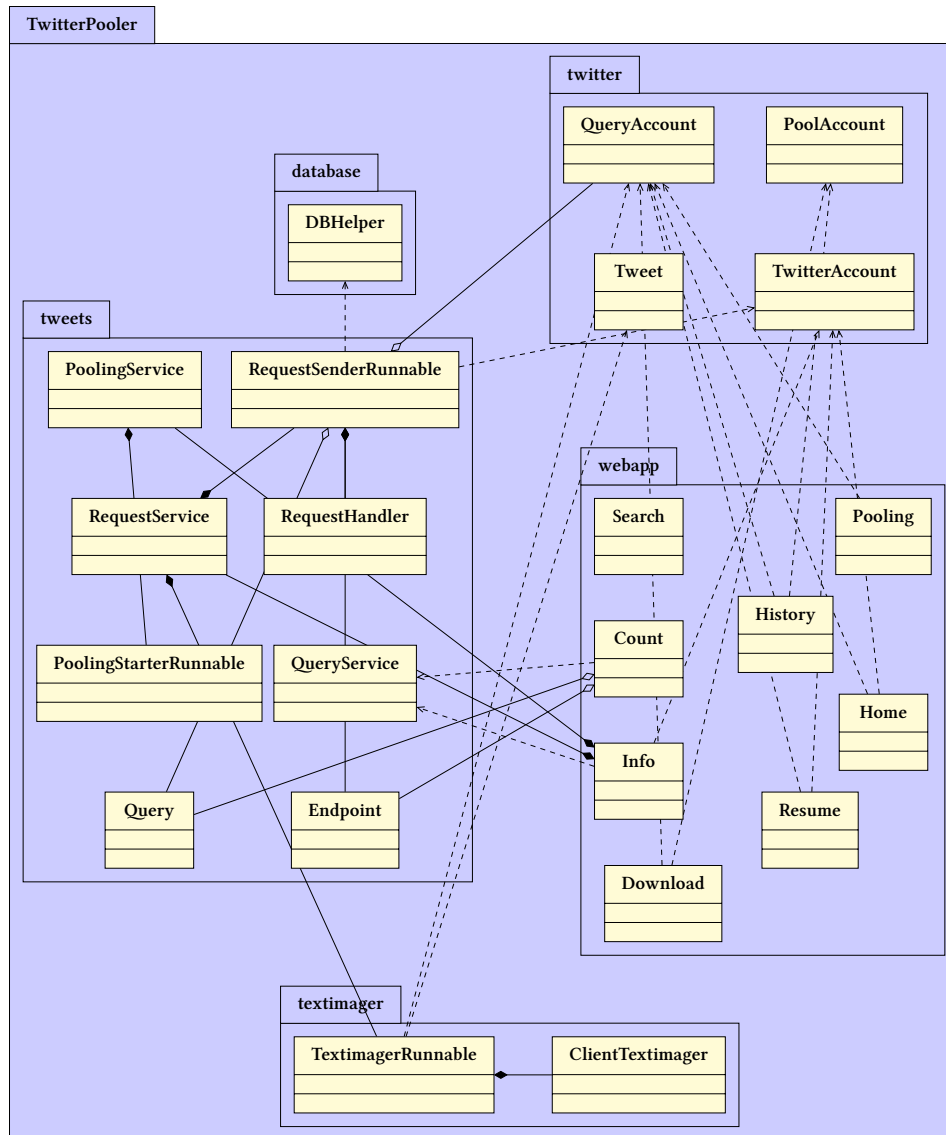 TwitterPooler
twitter
QueryAccount
PoolAccount
database
DBHelper
Tweet
TwitterAccount
tweets
PoolingService
RequestSenderRunnable
webapp
RequestService
RequestHandler
Search
Pooling
History
Count
PoolingStarterRunnable
QueryService
Home
Info
Query
Endpoint
Resume
Download
textimager
TextimagerRunnable
ClientTextimager